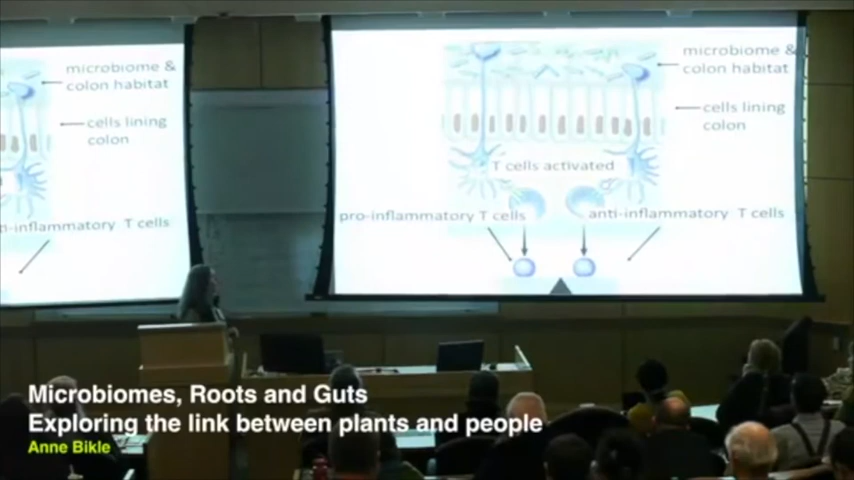 microbiome &
colon habitat
cells lining
colon
-inflammatory T cells
microbiome &
colon habitat
cells lining
colon
T cells activated
pro-inflammatory T cells
anti-inflammatory T cells
Microbiomes, Roots and Guts
Exploring the link between plants and people
Anne Bikle